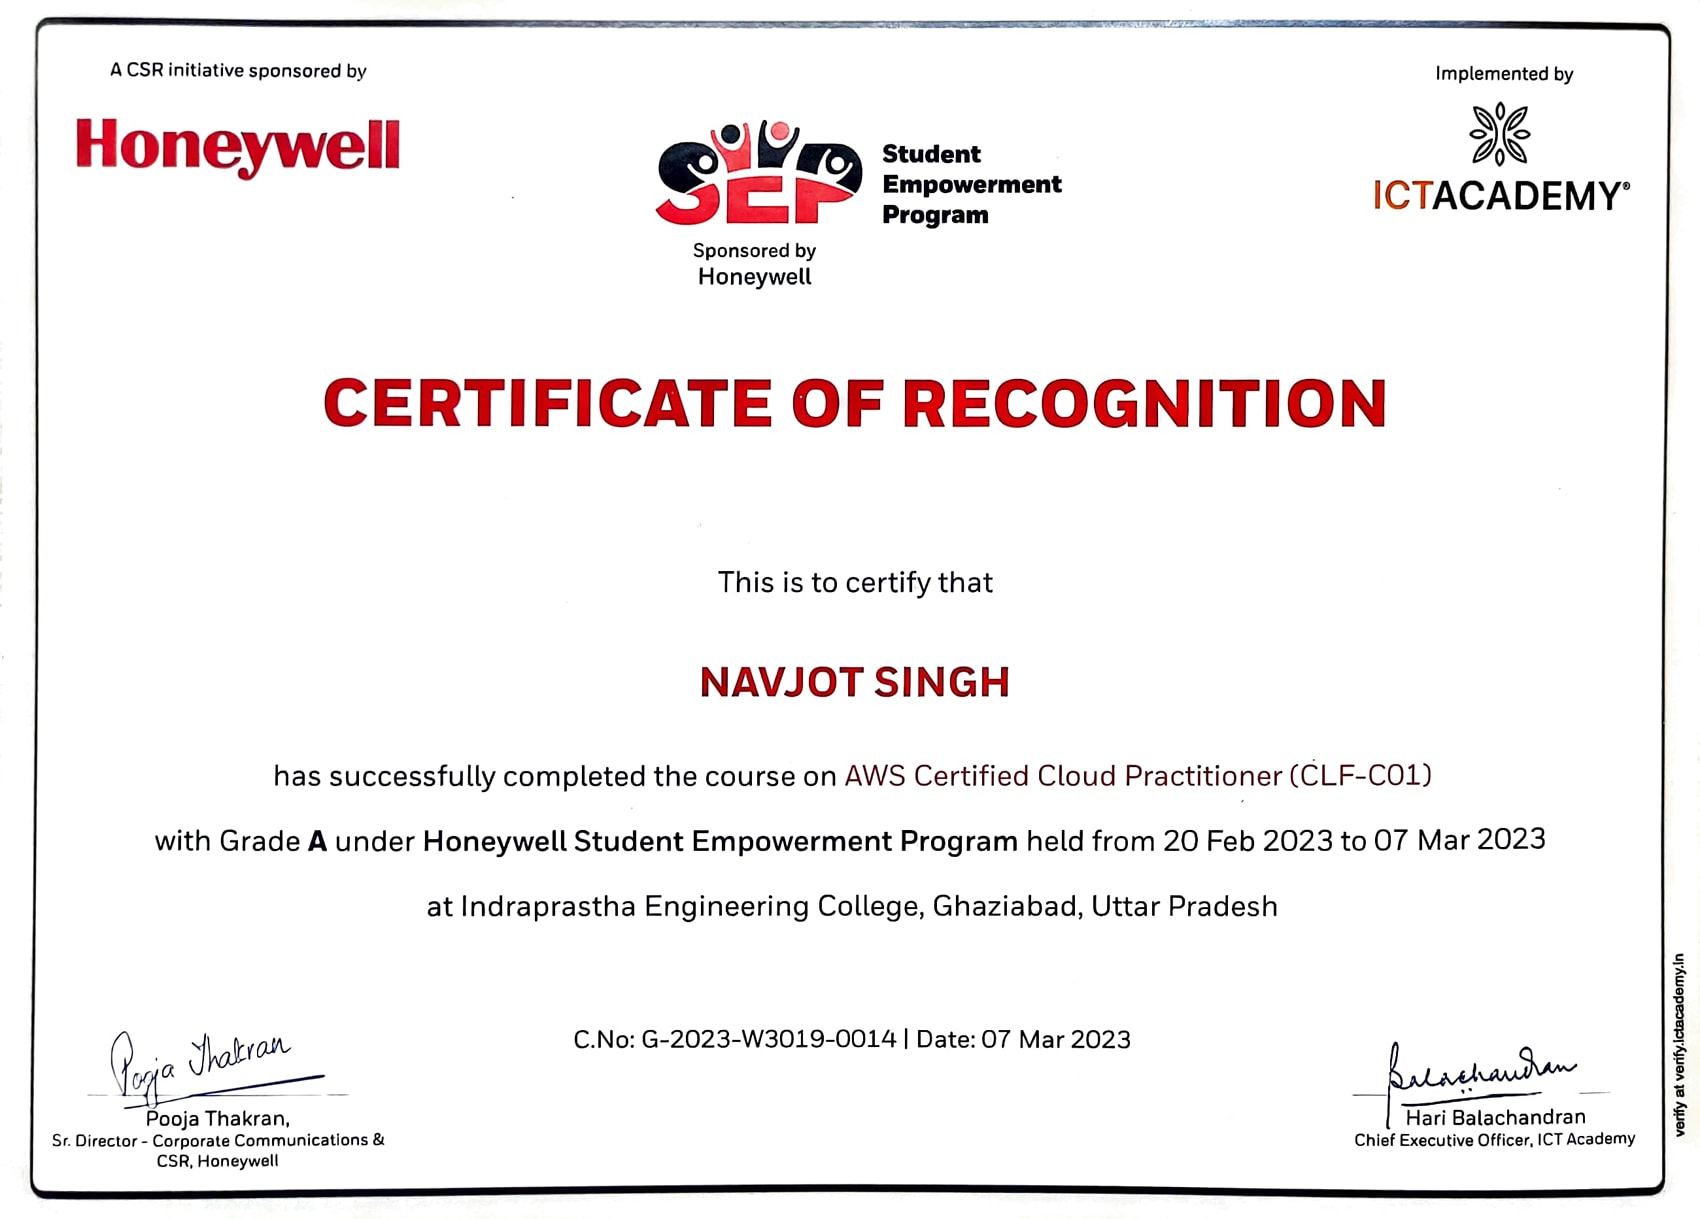 A CSR initiative sponsored by
Honeywell
SEP
Student
Empowerment
Program
Sponsored by
Honeywell
Implemented by
ICTACADEMY®
CERTIFICATE OF RECOGNITION
This is to certify that
NAVJOT SINGH
has successfully completed the course on AWS Certified Cloud Practitioner (CLF-C01)
with Grade A under Honeywell Student Empowerment Program held from 20 Feb 2023 to 07 Mar 2023
at Indraprastha Engineering College, Ghaziabad, Uttar Pradesh
C.No: G-2023-W3019-0014 | Date: 07 Mar 2023
Pooja Thakran
Pooja Thakran,
Sr. Director - Corporate Communications &
CSR, Honeywell
Balachandran
Hari Balachandran
Chief Executive Officer, ICT Academy
verify at verify.ictacademy.in